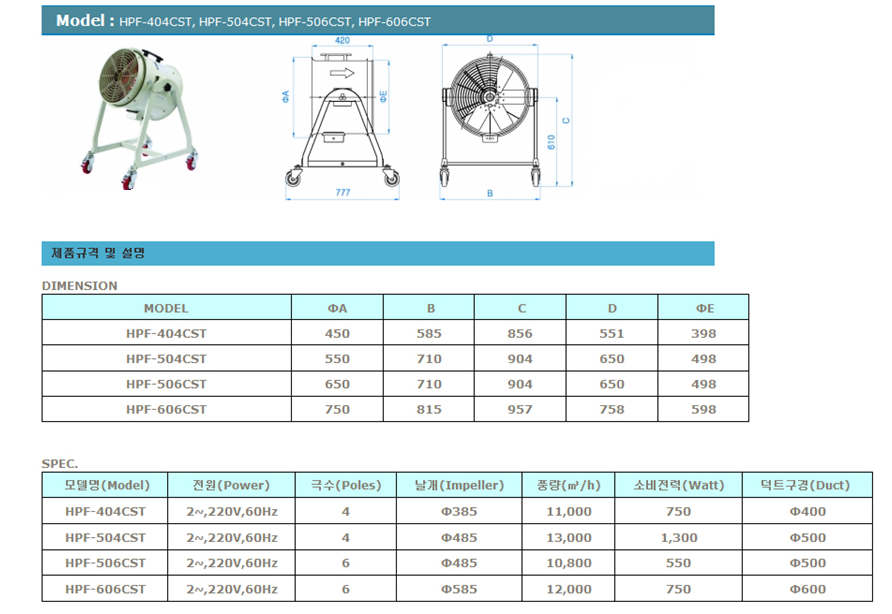 Model : HPF-404CST, HPF-504CST, HPF-506CST, HPF-606CST
420
ΦA
ΦE
777
D
C
610
B
제품규격 및 설명
DIMENSION
MODEL ΦA B C D ΦE
HPF-404CST 450 585 856 551 398
HPF-504CST 550 710 904 650 498
HPF-506CST 650 710 904 650 498
HPF-606CST 750 815 957 758 598
SPEC.
모델명(Model) 전원(Power) 극수(Poles) 날개(Impeller) 풍량(㎥/h) 소비전력(Watt) 덕트구경(Duct)
HPF-404CST 2~,220V,60Hz 4 Φ385 11,000 750 Φ400
HPF-504CST 2~,220V,60Hz 4 Φ485 13,000 1,300 Φ500
HPF-506CST 2~,220V,60Hz 6 Φ485 10,800 550 Φ500
HPF-606CST 2~,220V,60Hz 6 Φ585 12,000 750 Φ600